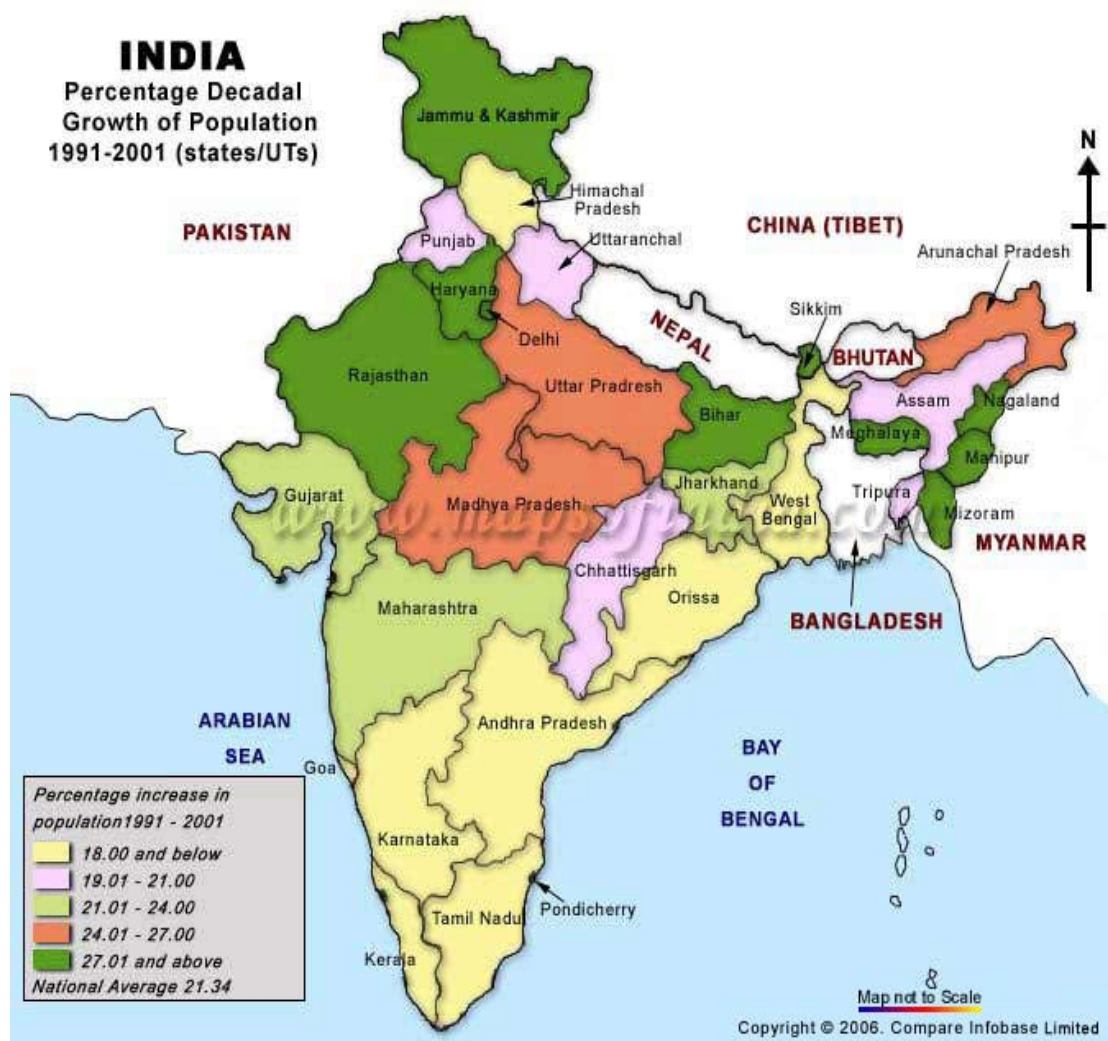 INDIA
Percentage Decadal
Growth of Population
1991-2001 (states/UTs)
N
Jammu & Kashmir
Himachal
Pradesh
PAKISTAN
CHINA (TIBET)
Punjab
Uttaranchal
Arunachal Pradesh
Haryana
Sikkim
NEPAL
Delhi
BHUTAN
Rajasthan
Uttar Pradresh
Assam
Nagaland
Bihar
Meghalaya
Manipur
Jharkhand
Gujarat
Madhya Pradesh
West
Bengal
Tripura
Mizoram
www.mapsofindia.com
MYANMAR
Chhattisgarh
Orissa
Maharashtra
BANGLADESH
ARABIAN
SEA
Andhra Pradesh
BAY
OF
BENGAL
Goa
Karnataka
Tamil Nadu
Pondicherry
Kerala
Percentage increase in
population1991 - 2001
18.00 and below
19.01 - 21.00
21.01 - 24.00
24.01 - 27.00
27.01 and above
National Average 21.34
Map not to Scale
Copyright © 2006. Compare Infobase Limited